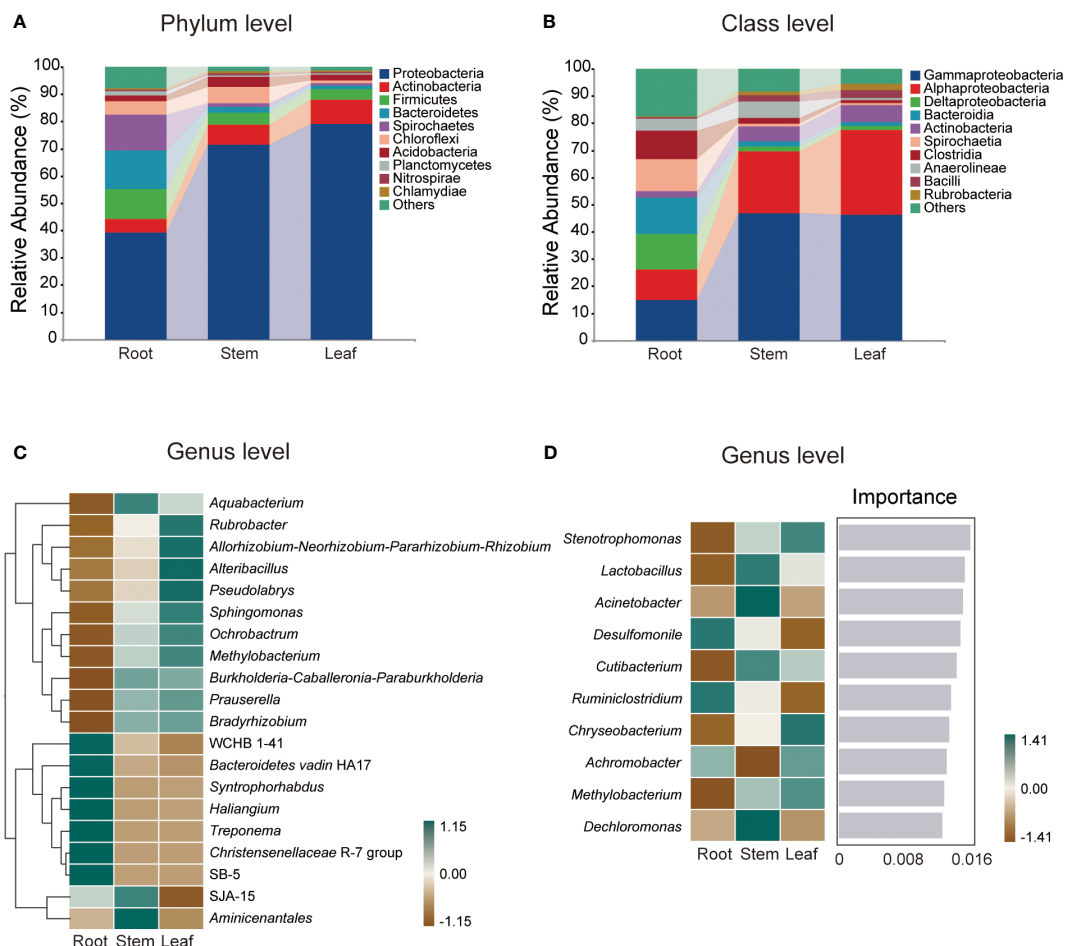 A
Phylum level
Relative Abundance (%)
100
90
80
70
60
50
40
30
20
10
0
Root Stem Leaf
Proteobacteria
Actinobacteria
Firmicutes
Bacteroidetes
Spirochaetes
Chloroflexi
Acidobacteria
Planctomycetes
Nitrospirae
Chlamydiae
Others
B
Class level
Relative Abundance (%)
100
90
80
70
60
50
40
30
20
10
0
Root Stem Leaf
Gammaproteobacteria
Alphaproteobacteria
Deltaproteobacteria
Bacteroidia
Actinobacteria
Spirochaetia
Clostridia
Anaerolineae
Bacilli
Rubrobacteria
Others
C
Genus level
Aquabacterium
Rubrobacter
Allorhizobium-Neorhizobium-Pararhizobium-Rhizobium
Alteribacillus
Pseudolabrys
Sphingomonas
Ochrobactrum
Methylobacterium
Burkholderia-Caballeronia-Paraburkholderia
Prauserella
Bradyrhizobium
WCHB 1-41
Bacteroidetes vadin HA17
Syntrophorhabdus
Haliangium
Treponema
Christensenellaceae R-7 group
SB-5
SJA-15
Aminicenantales
Root Stem Leaf
1.15
0.00
-1.15
D
Genus level
Importance
Stenotrophomonas
Lactobacillus
Acinetobacter
Desulfomonile
Cutibacterium
Ruminiclostridium
Chryseobacterium
Achromobacter
Methylobacterium
Dechloromonas
Root Stem Leaf
0 0.008 0.016
1.41
0.00
-1.41